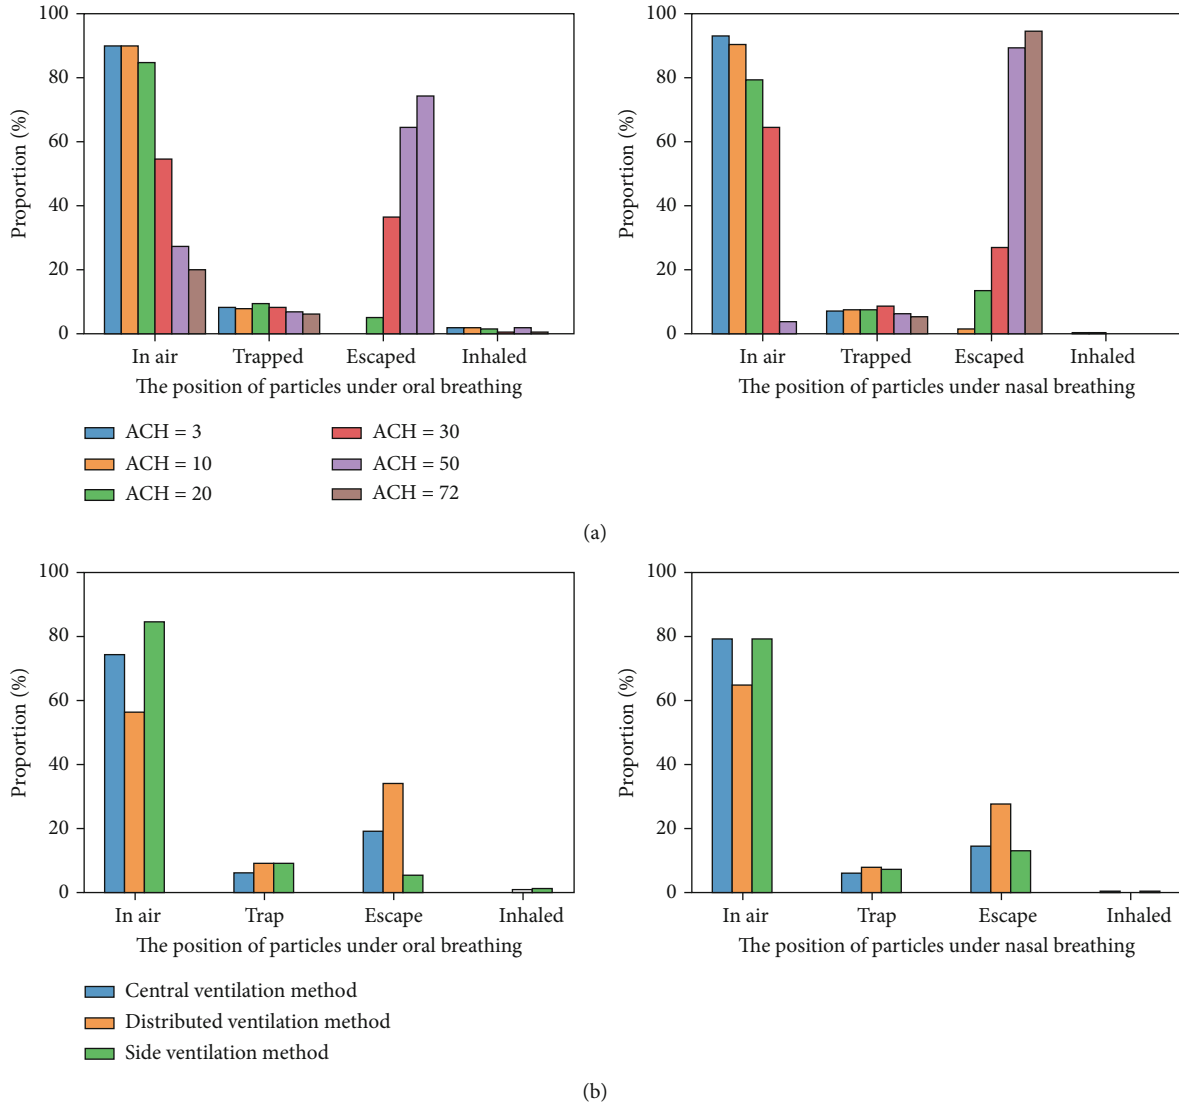 100
80
60
40
20
0
Proportion (%)
In air Trapped Escaped Inhaled
The position of particles under oral breathing
100
80
60
40
20
0
Proportion (%)
In air Trapped Escaped Inhaled
The position of particles under nasal breathing
ACH = 3
ACH = 10
ACH = 20
ACH = 30
ACH = 50
ACH = 72
(a)
100
80
60
40
20
0
Proportion (%)
In air Trap Escape Inhaled
The position of particles under oral breathing
100
80
60
40
20
0
Proportion (%)
In air Trap Escape Inhaled
The position of particles under nasal breathing
Central ventilation method
Distributed ventilation method
Side ventilation method
(b)